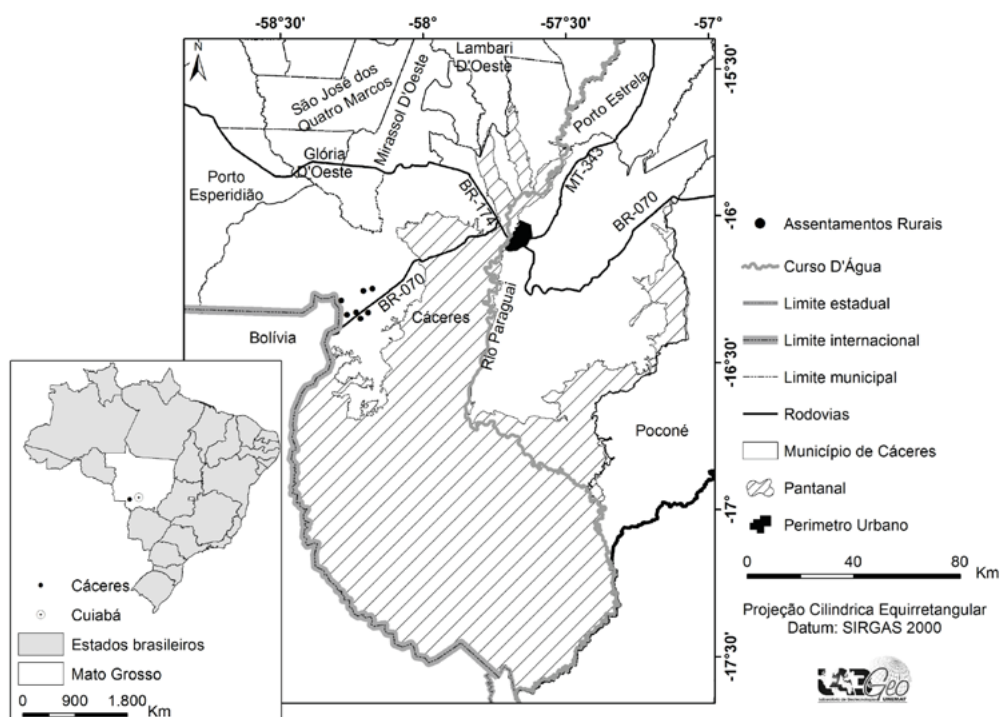 -58°30'
-58°
-57°30'
-57°
N
-15°30'
-16°
-16°30'
-17°
-17°30'
Lambari
D'Oeste
São José dos
Quatro Marcos
Mirassol D'Oeste
Porto Estrela
Glória
D'Oeste
Porto
Esperidião
BR-174
MT-343
BR-070
BR-070
Cáceres
Rio Paraguai
Bolívia
Poconé
Assentamentos Rurais
Curso D'Água
Limite estadual
Limite internacional
Limite municipal
Rodovias
Município de Cáceres
Pantanal
Perimetro Urbano
0 20 40 80
Km
Projeção Cilindrica Equirretangular
Datum: SIRGAS 2000
Geo
UNEMAT
Cáceres
Cuiabá
Estados brasileiros
Mato Grosso
0 900 1.800
Km